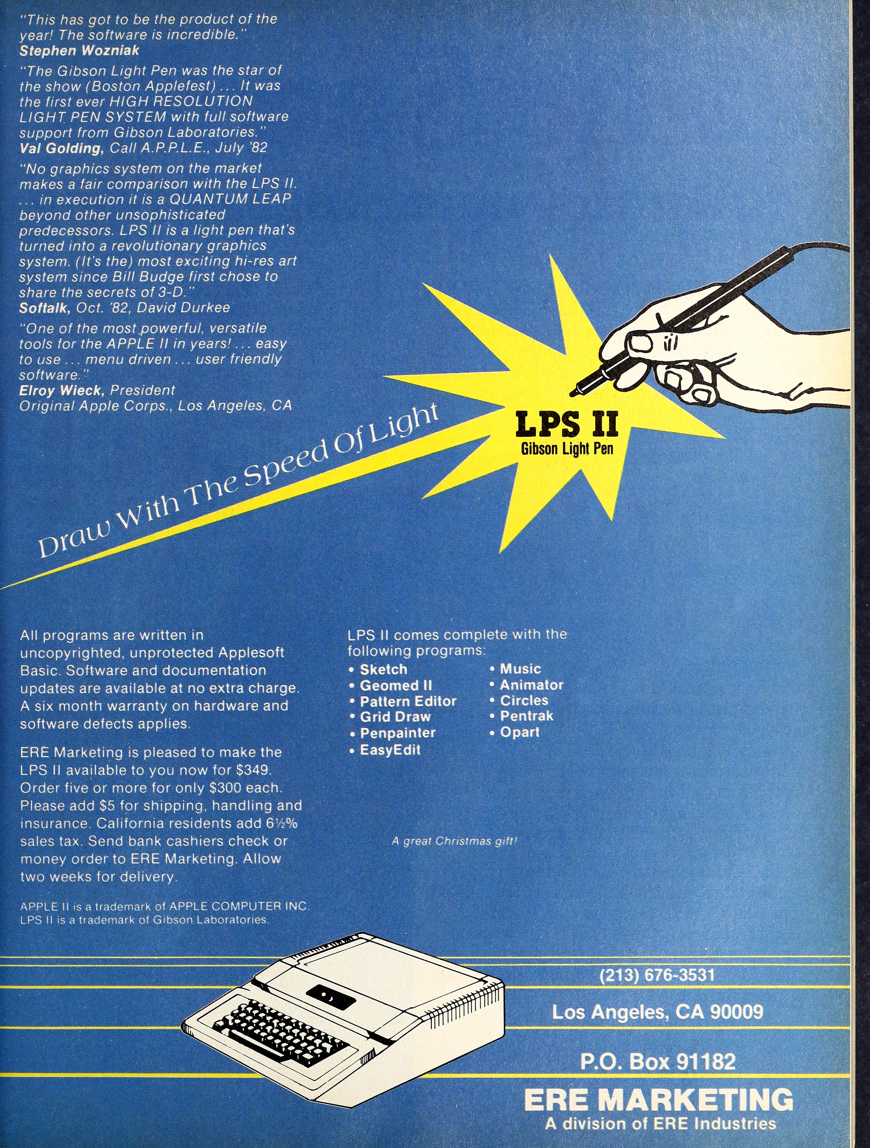 "This has got to be the product of the
year! The software is incredible."
Stephen Wozniak
"The Gibson Light Pen was the star of
the show (Boston Applefest) ... It was
the first ever HIGH RESOLUTION
LIGHT PEN SYSTEM with full software
support from Gibson Laboratories."
Val Golding, Call A.P.P.L.E., July '82
"No graphics system on the market
makes a fair comparison with the LPS II.
... in execution it is a QUANTUM LEAP
beyond other unsophisticated
predecessors. LPS II is a light pen that's
turned into a revolutionary graphics
system. (It's the) most exciting hi-res art
system since Bill Budge first chose to
share the secrets of 3-D."
Softalk, Oct. '82, David Durkee
"One of the most powerful, versatile
tools for the APPLE II in years! ... easy
to use ... menu driven ... user friendly
software."
Elroy Wieck, President
Original Apple Corps., Los Angeles, CA
LPS II
Gibson Light Pen
Draw With The Speed Of Light
All programs are written in
uncopyrighted, unprotected Applesoft
Basic. Software and documentation
updates are available at no extra charge.
A six month warranty on hardware and
software defects applies.
ERE Marketing is pleased to make the
LPS II available to you now for $349.
Order five or more for only $300 each.
Please add $5 for shipping, handling and
insurance. California residents add 6½%
sales tax. Send bank cashiers check or
money order to ERE Marketing. Allow
two weeks for delivery.
APPLE II is a trademark of APPLE COMPUTER INC.
LPS II is a trademark of Gibson Laboratories.
LPS II comes complete with the
following programs:
• Sketch
• Geomed II
• Pattern Editor
• Grid Draw
• Penpainter
• EasyEdit
• Music
• Animator
• Circles
• Pentrak
• Opart
A great Christmas gift!
(213) 676-3531
Los Angeles, CA 90009
P.O. Box 91182
ERE MARKETING
A division of ERE Industries